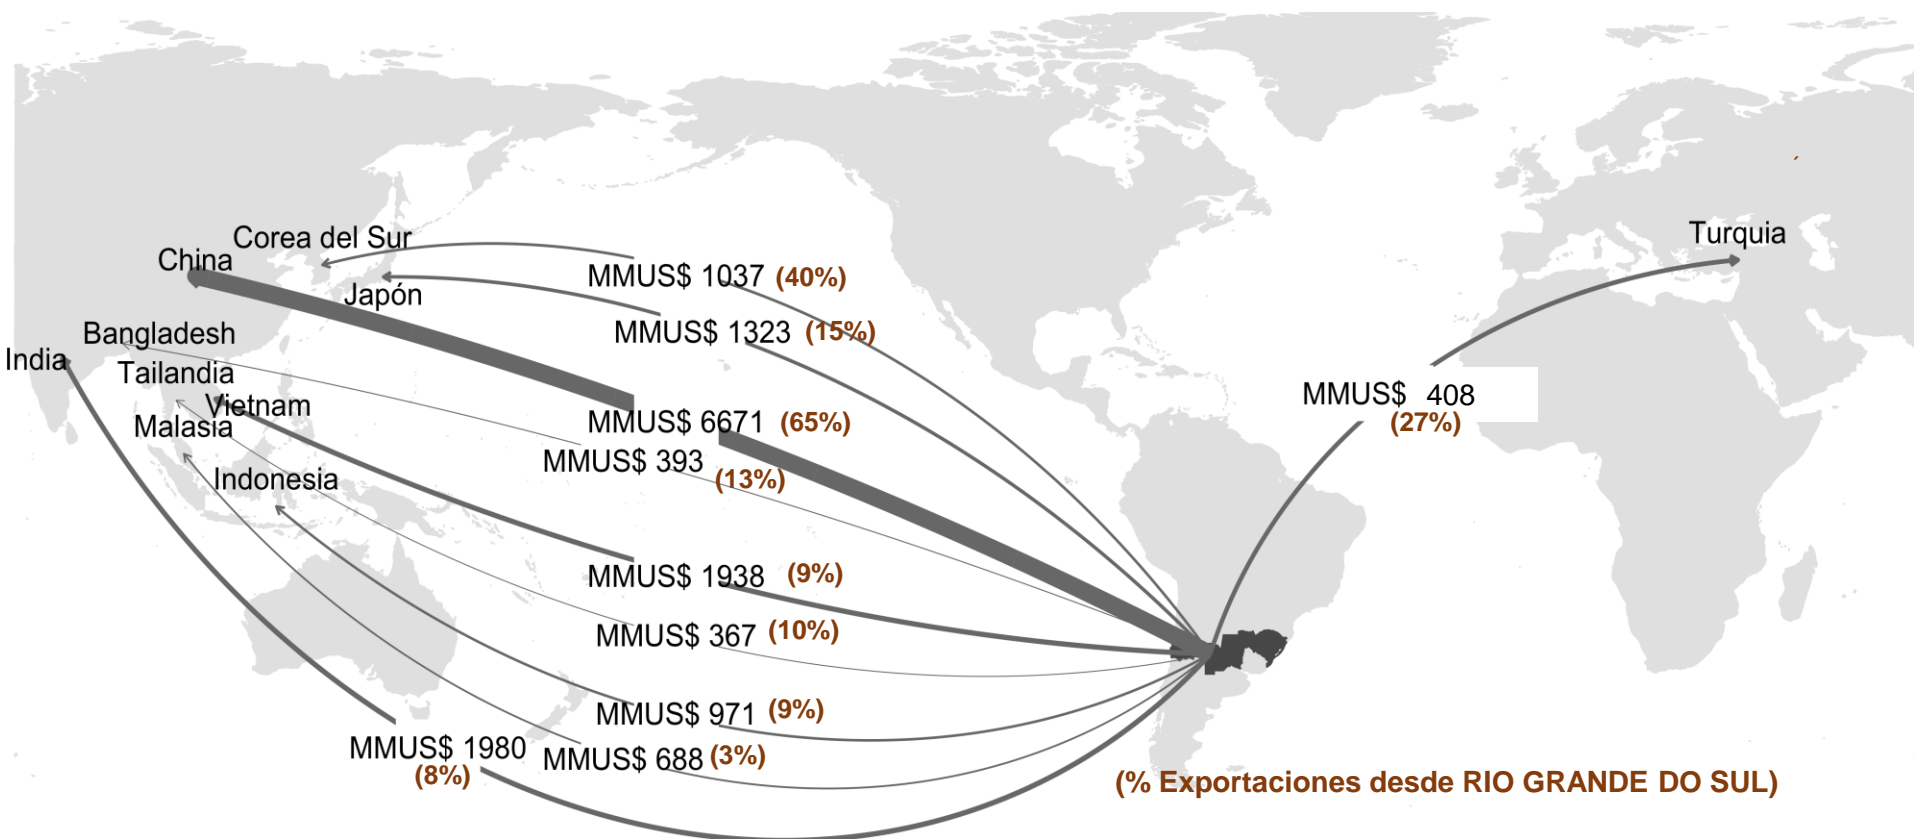 Turquia
Corea del Sur
China
MMUS$ 1037 (40%)
Japón
MMUS$ 1323 (15%)
Bangladesh
India
Tailandia
MMUS$ 408
(27%)
Vietnam
Malasia
MMUS$ 6671 (65%)
MMUS$ 393
(13%)
Indonesia
MMUS$ 1938 (9%)
MMUS$ 367 (10%)
MMUS$ 971 (9%)
MMUS$ 1980
(8%)
MMUS$ 688 (3%)
(% Exportaciones desde RIO GRANDE DO SUL)